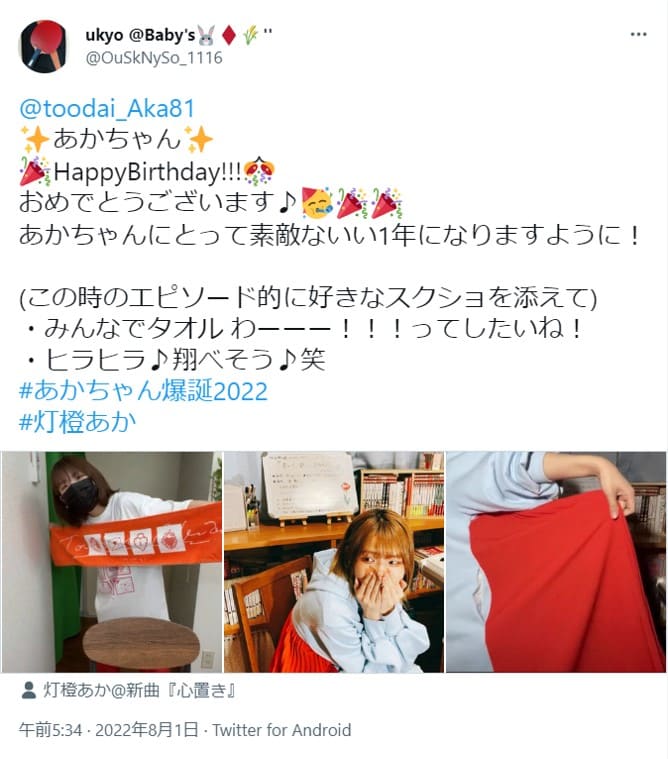 ukyo @Baby's🐰♦️🌾''
@OuSkNySo_1116
@toodai_Aka81
✨あかちゃん✨
🎉HappyBirthday!!!🎊
おめでとうございます♪🥳🎉🎉
あかちゃんにとって素敵ないい1年になりますように！
(この時のエピソード的に好きなスクショを添えて)
・みんなでタオル わーーー！！！ってしたいね！
・ヒラヒラ♪翔べそう♪笑
#あかちゃん爆誕2022
#灯橙あか
灯橙あか@新曲『心置き』
午前5:34 · 2022年8月1日 · Twitter for Android